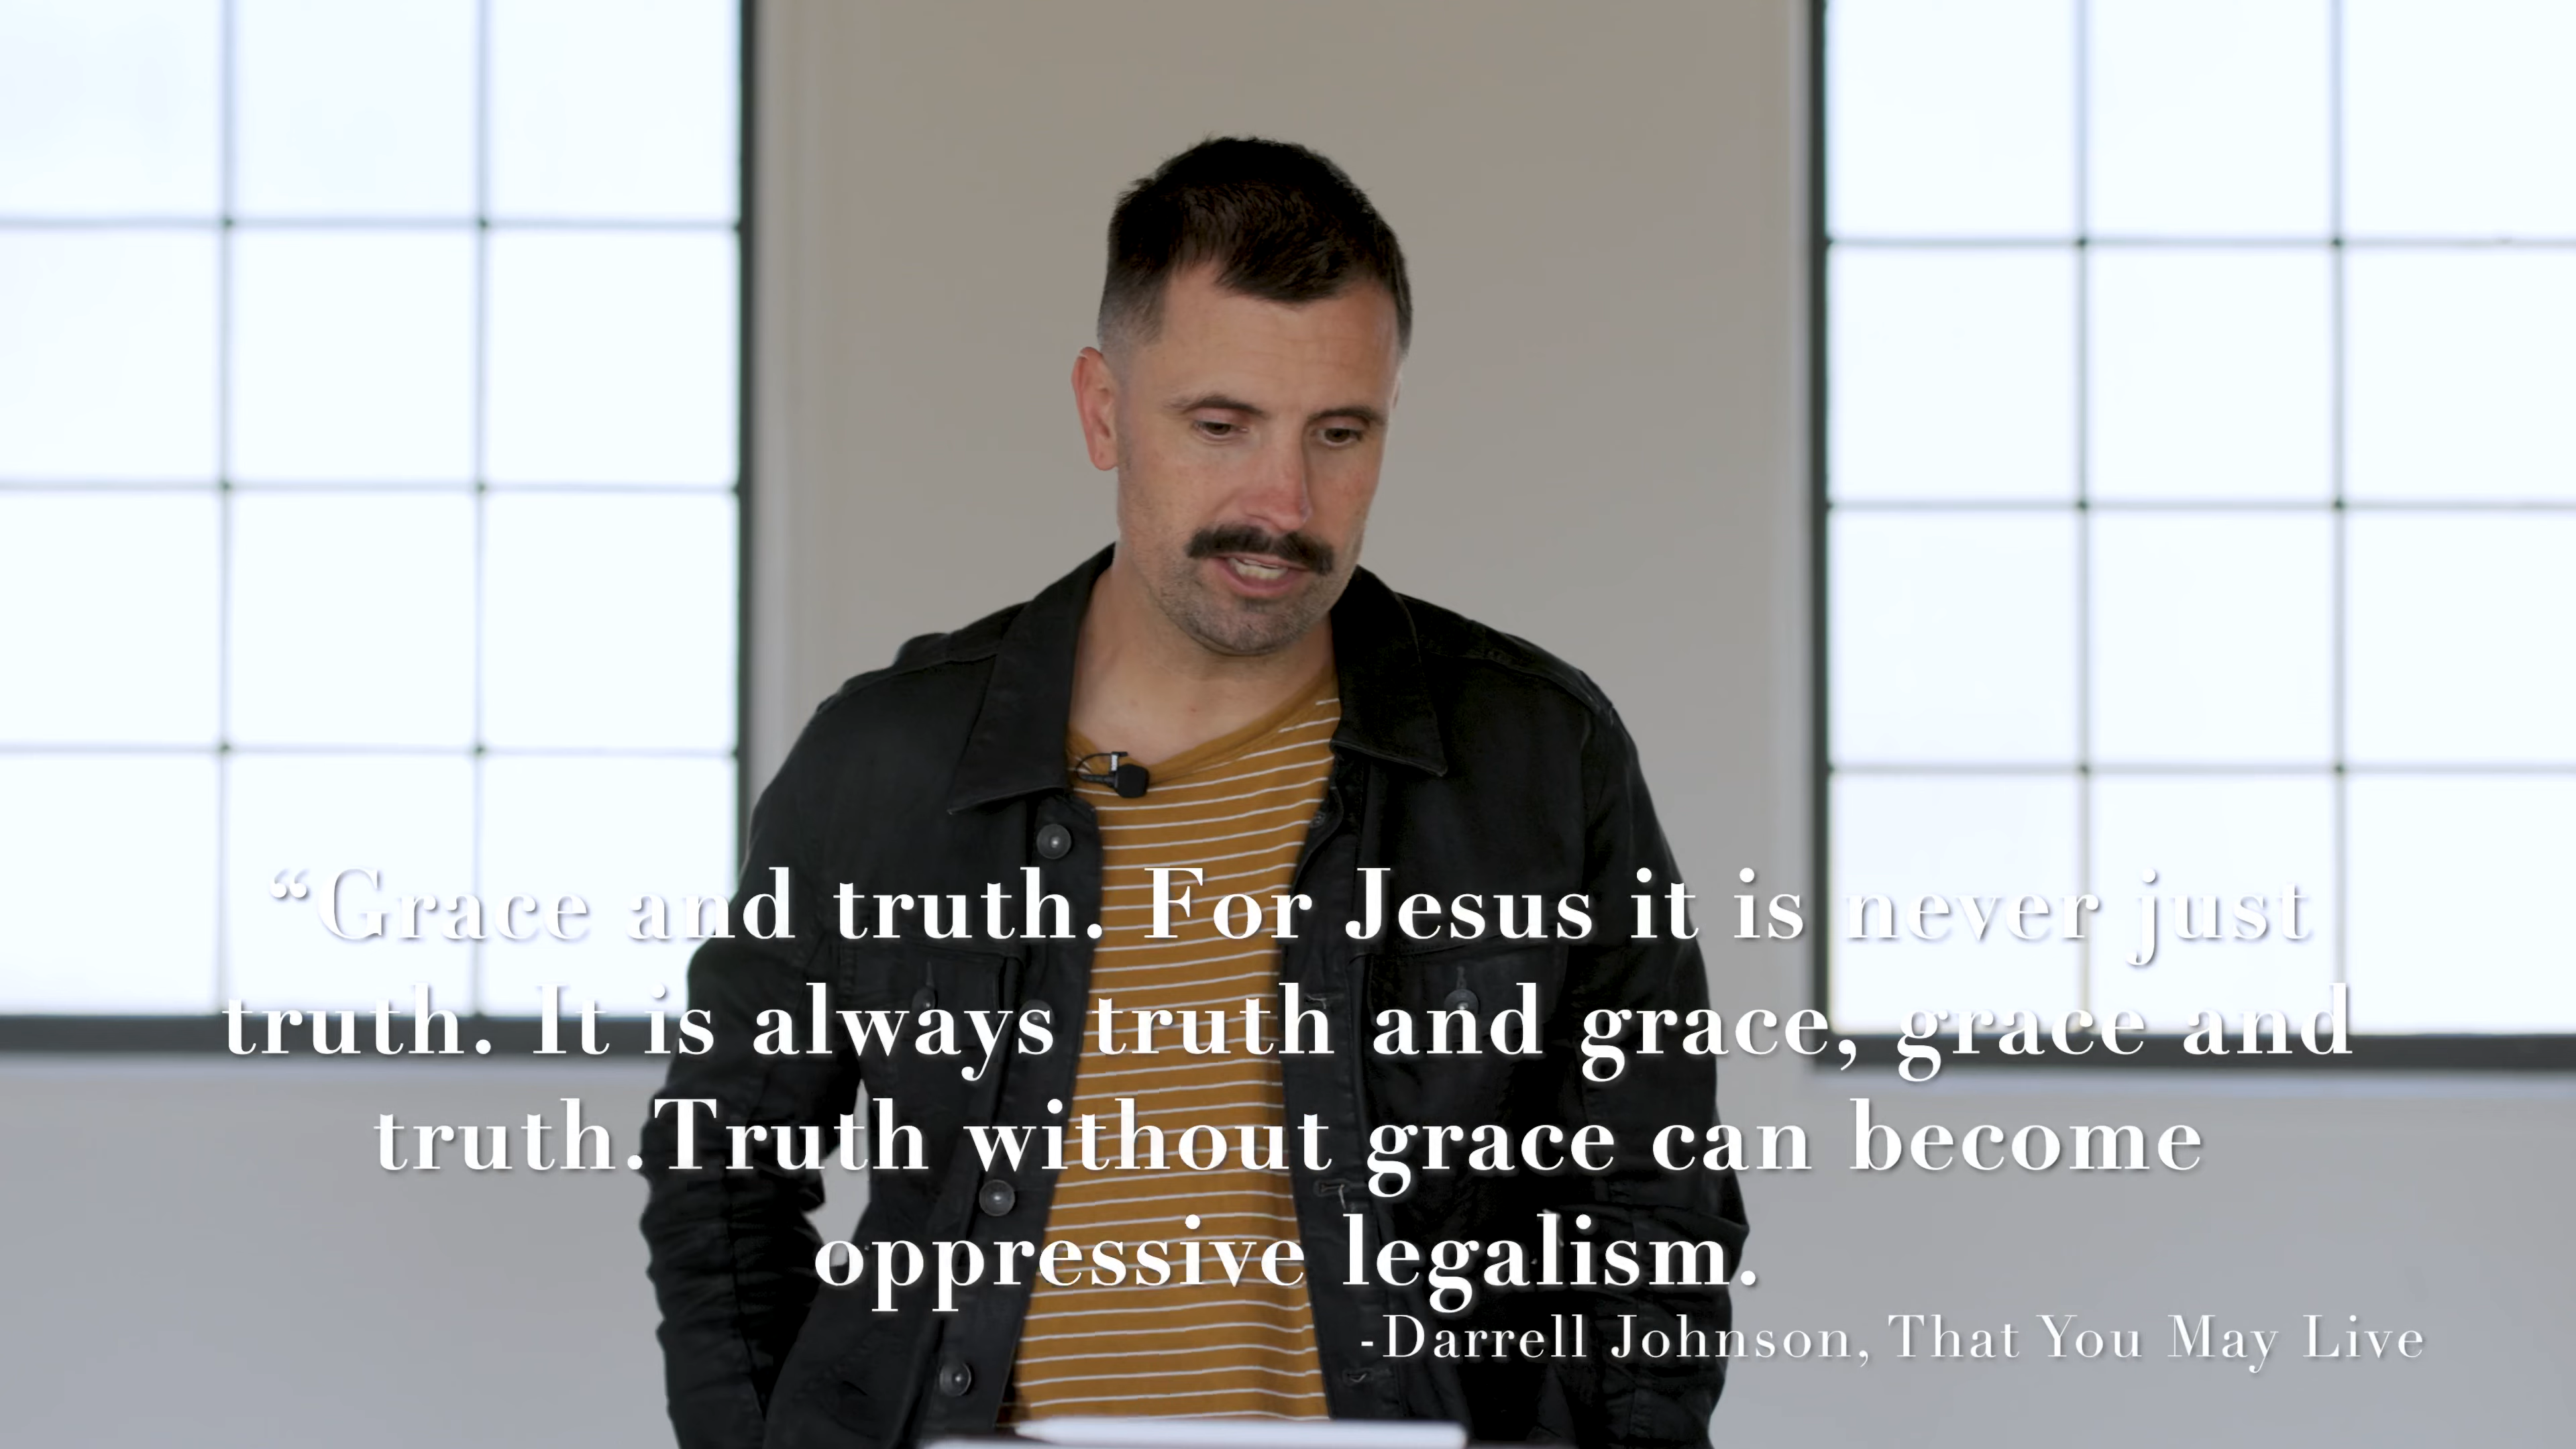 “Grace and truth. For Jesus it is never just
truth. It is always truth and grace, grace and
truth.Truth without grace can become
oppressive legalism.
-Darrell Johnson, That You May Live